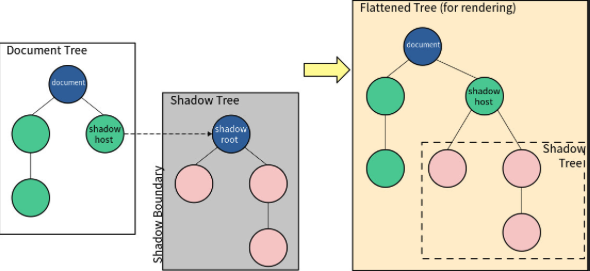 Document Tree
document
shadow
host
Shadow Tree
shadow
root
Shadow Boundary
Flattened Tree (for rendering)
document
shadow
host
Shadow
Tree